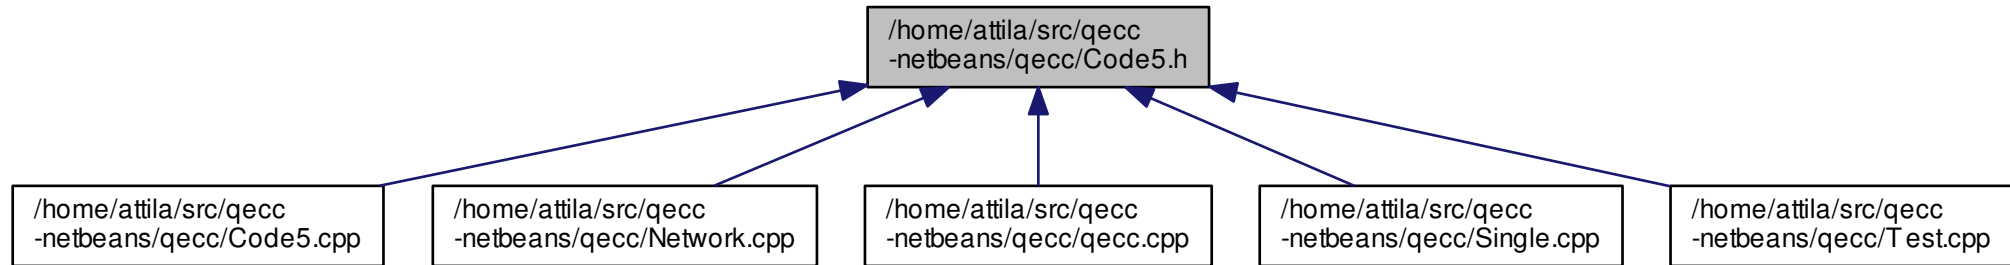 /home/attila/src/qecc
-netbeans/qecc/Code5.h
/home/attila/src/qecc
-netbeans/qecc/Code5.cpp
/home/attila/src/qecc
-netbeans/qecc/Network.cpp
/home/attila/src/qecc
-netbeans/qecc/qecc.cpp
/home/attila/src/qecc
-netbeans/qecc/Single.cpp
/home/attila/src/qecc
-netbeans/qecc/Test.cpp